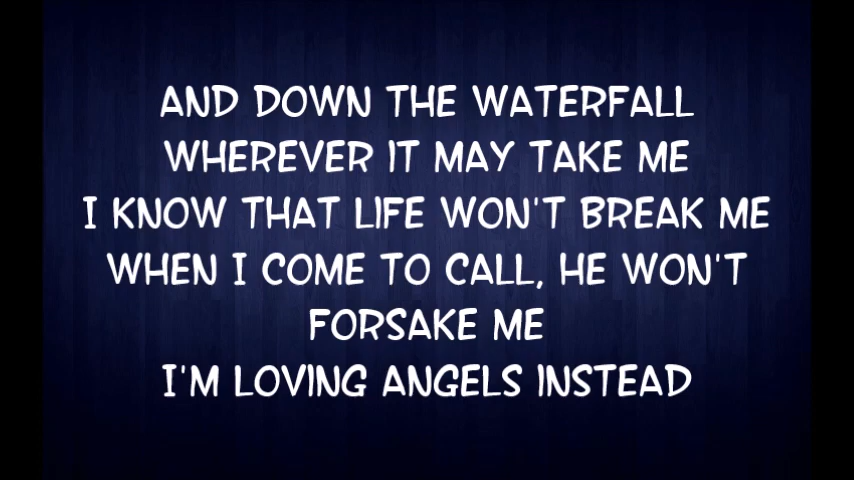 AND DOWN THE WATERFALL
WHEREVER IT MAY TAKE ME
I KNOW THAT LIFE WON'T BREAK ME
WHEN I COME TO CALL, HE WON'T
FORSAKE ME
I'M LOVING ANGELS INSTEAD